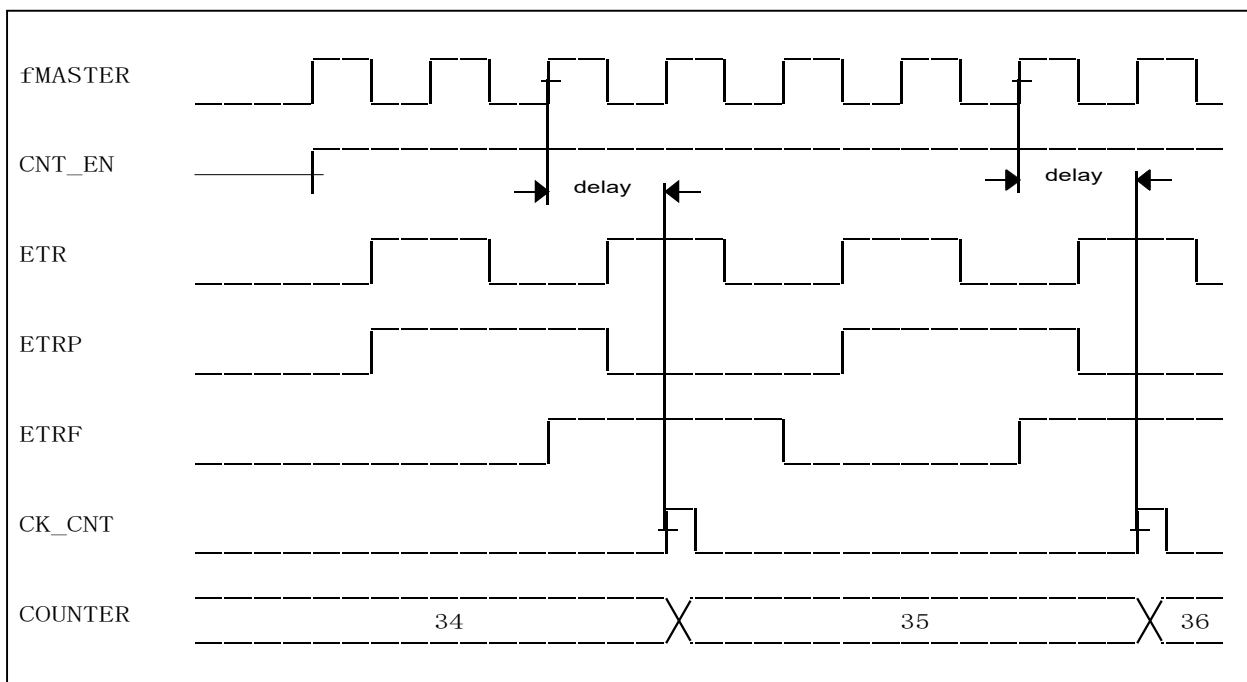 fMASTER
CNT_EN
delay
delay
ETR
ETRP
ETRF
CK_CNT
COUNTER
34
35
36